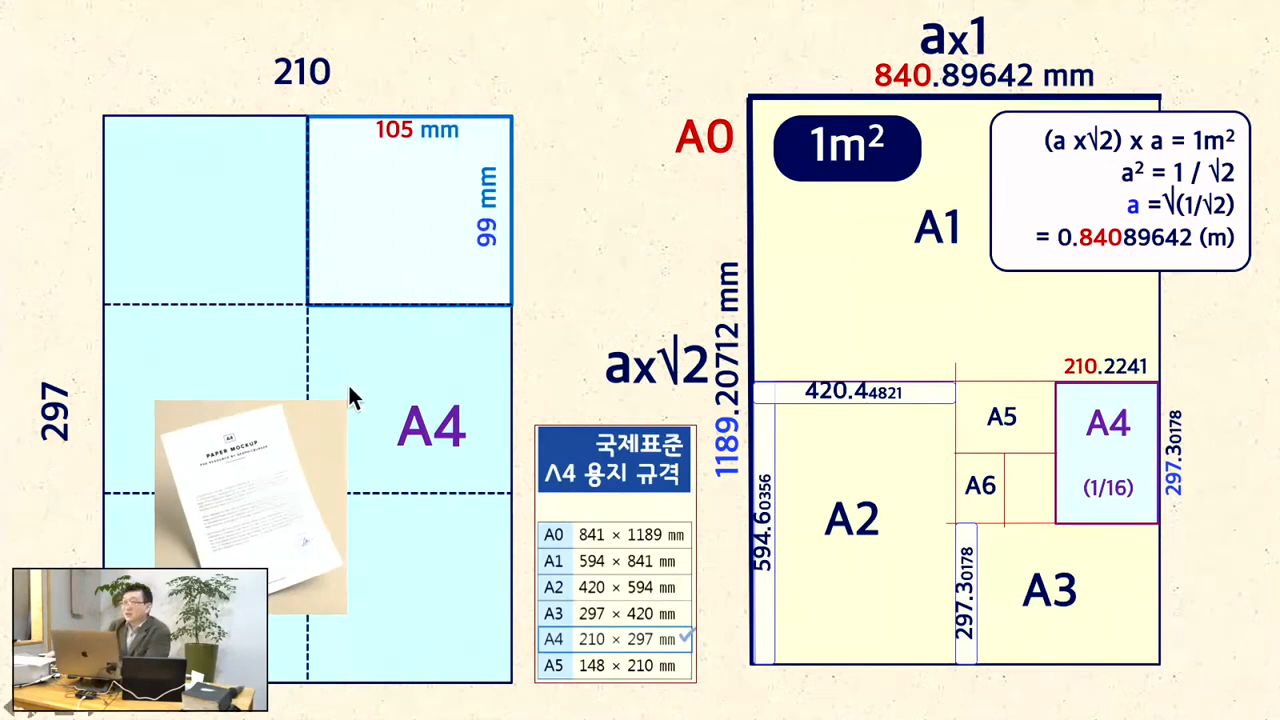 210
105 mm
99 mm
297
A4
A4
PAPER MOCKUP
국제표준
A4 용지 규격
A0 841 × 1189 mm
A1 594 × 841 mm
A2 420 × 594 mm
A3 297 × 420 mm
A4 210 × 297 mm
A5 148 × 210 mm
ax1
840.89642 mm
A0
1m²
(a x√2) x a = 1m²
a² = 1 / √2
a =√(1/√2)
= 0.84089642 (m)
A1
ax√2
1189.20712 mm
210.2241
420.44821
A5
A4
297.30178
A6
(1/16)
594.60356
A2
297.30178
A3